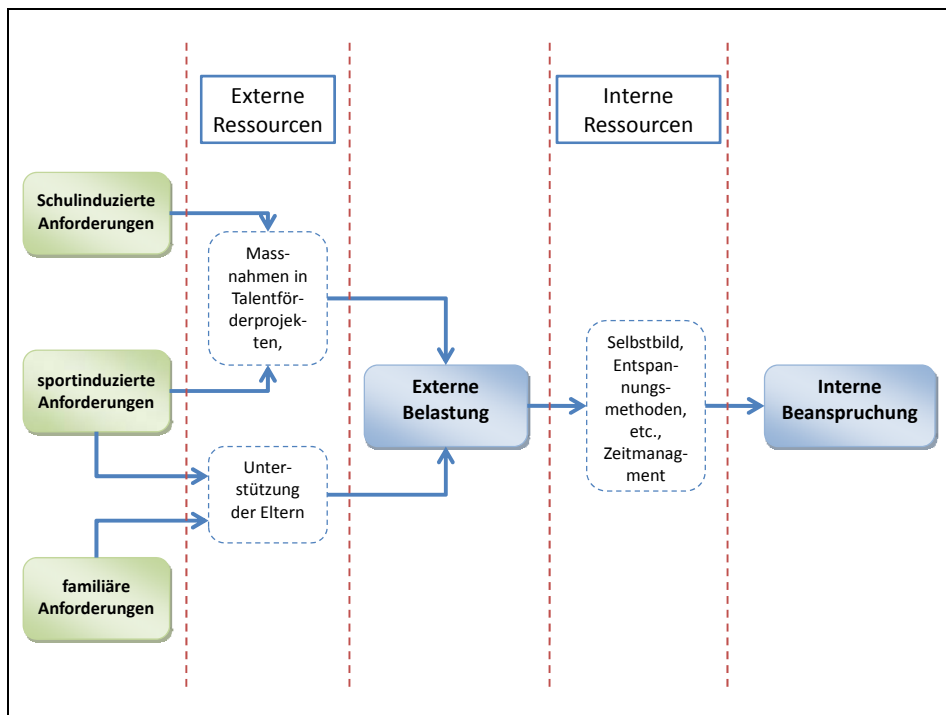 Externe
Ressourcen
Interne
Ressourcen
Schulinduzierte
Anforderungen
sportinduzierte
Anforderungen
familiäre
Anforderungen
Mass-
nahmen in
Talentför-
derprojek-
ten,
Unter-
stützung
der Eltern
Externe
Belastung
Selbstbild,
Entspan-
nungs-
methoden,
etc.,
Zeitmanag-
ment
Interne
Beanspruchung